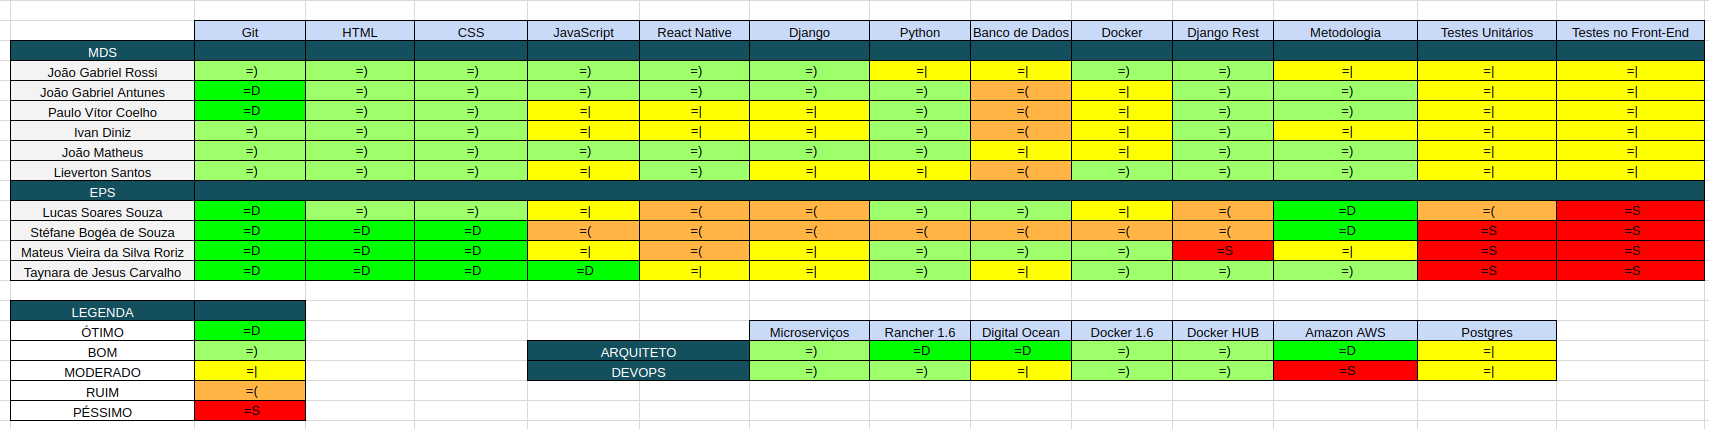 Git HTML CSS JavaScript React Native Django Python Banco de Dados Docker Django Rest Metodologia Testes Unitários Testes no Front-End
MDS
João Gabriel Rossi =) =) =) =) =) =) =| =| =) =) =| =| =|
João Gabriel Antunes =D =) =) =) =) =) =) =( =| =) =) =| =|
Paulo Vítor Coelho =D =) =) =| =| =| =) =( =| =) =) =| =|
Ivan Diniz =) =) =) =| =| =| =) =( =| =) =| =| =|
João Matheus =) =) =) =) =) =) =) =| =| =) =) =| =|
Lieverton Santos =) =) =) =| =) =| =| =( =) =) =) =| =|
EPS
Lucas Soares Souza =D =) =) =| =( =( =) =) =| =( =D =( =S
Stéfane Bogéa de Souza =D =D =D =( =( =( =( =( =( =( =D =S =S
Mateus Vieira da Silva Roriz =D =D =D =| =( =| =) =) =) =S =| =S =S
Taynara de Jesus Carvalho =D =D =D =D =| =| =) =| =) =) =) =S =S
LEGENDA
ÓTIMO =D
BOM =)
MODERADO =|
RUIM =(
PÉSSIMO =S
Microserviços Rancher 1.6 Digital Ocean Docker 1.6 Docker HUB Amazon AWS Postgres
ARQUITETO =) =D =D =) =) =D =|
DEVOPS =) =) =| =) =) =S =|